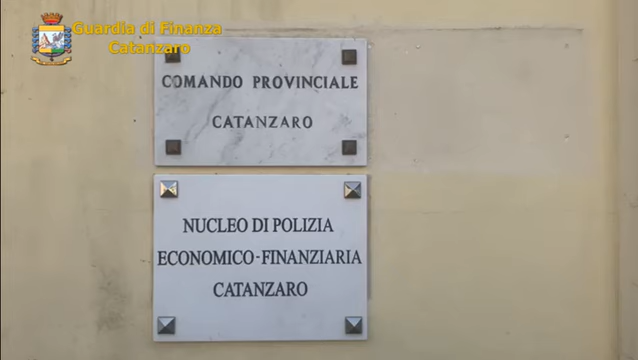 Guardia di Finanza
Catanzaro
COMANDO PROVINCIALE
CATANZARO
NUCLEO DI POLIZIA
ECONOMICO-FINANZIARIA
CATANZARO